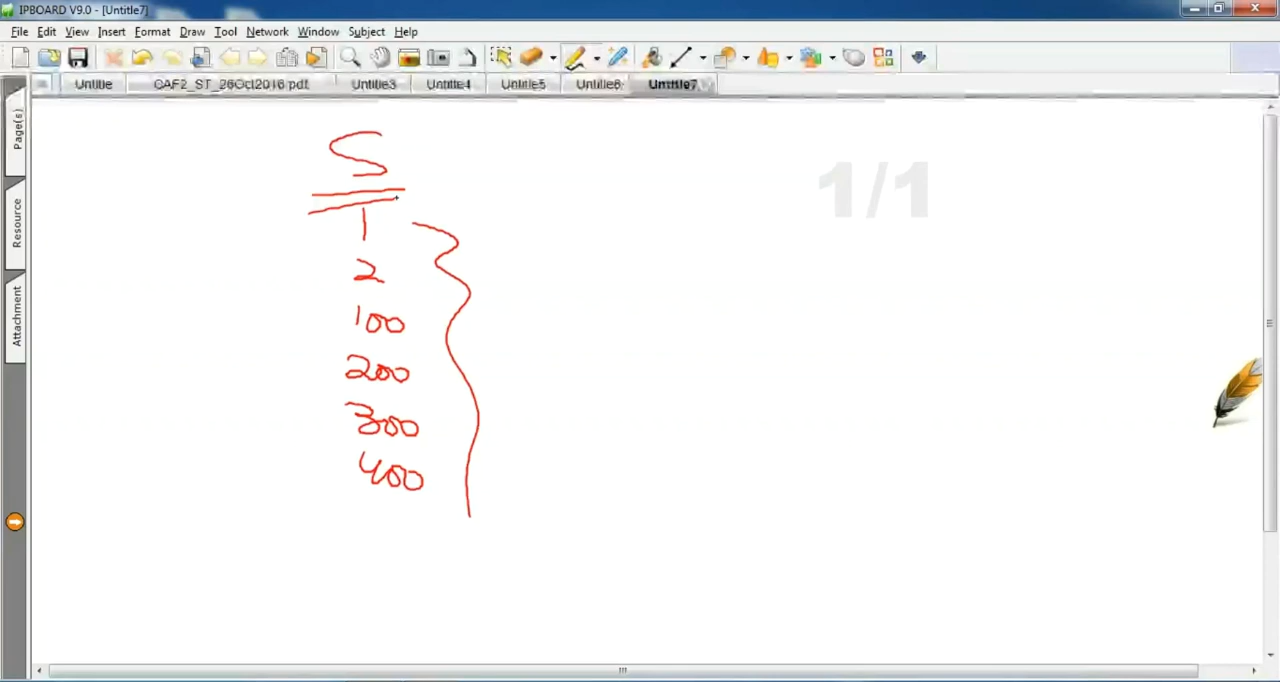 IPBOARD V9.0 - [Untitle7]
File Edit View Insert Format Draw Tool Network Window Subject Help
Untitle CAF2_ST_26Oct2016.pdf Untitle3 Untitle4 Untitle5 Untitle6 Untitle7
Page(s)
Resource
Attachment
1/1
S
1
2
100
200
300
400